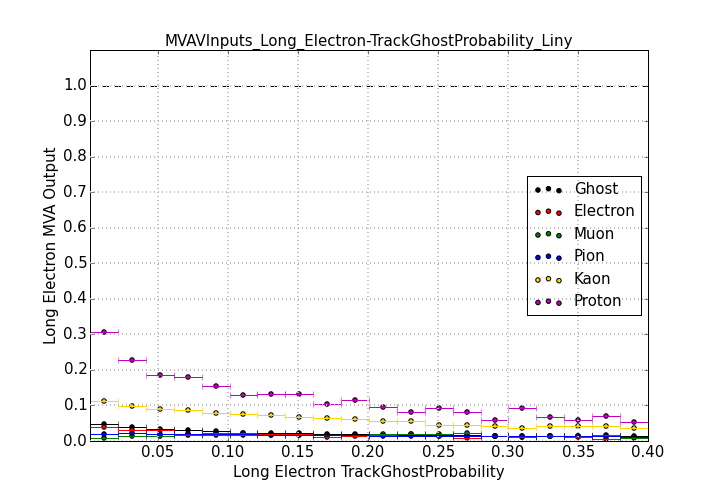 MVAVInputs_Long_Electron-TrackGhostProbability_Liny
1.0
0.9
0.8
0.7
0.6
0.5
0.4
0.3
0.2
0.1
0.0
Long Electron MVA Output
Ghost
Electron
Muon
Pion
Kaon
Proton
0.05 0.10 0.15 0.20 0.25 0.30 0.35 0.40
Long Electron TrackGhostProbability